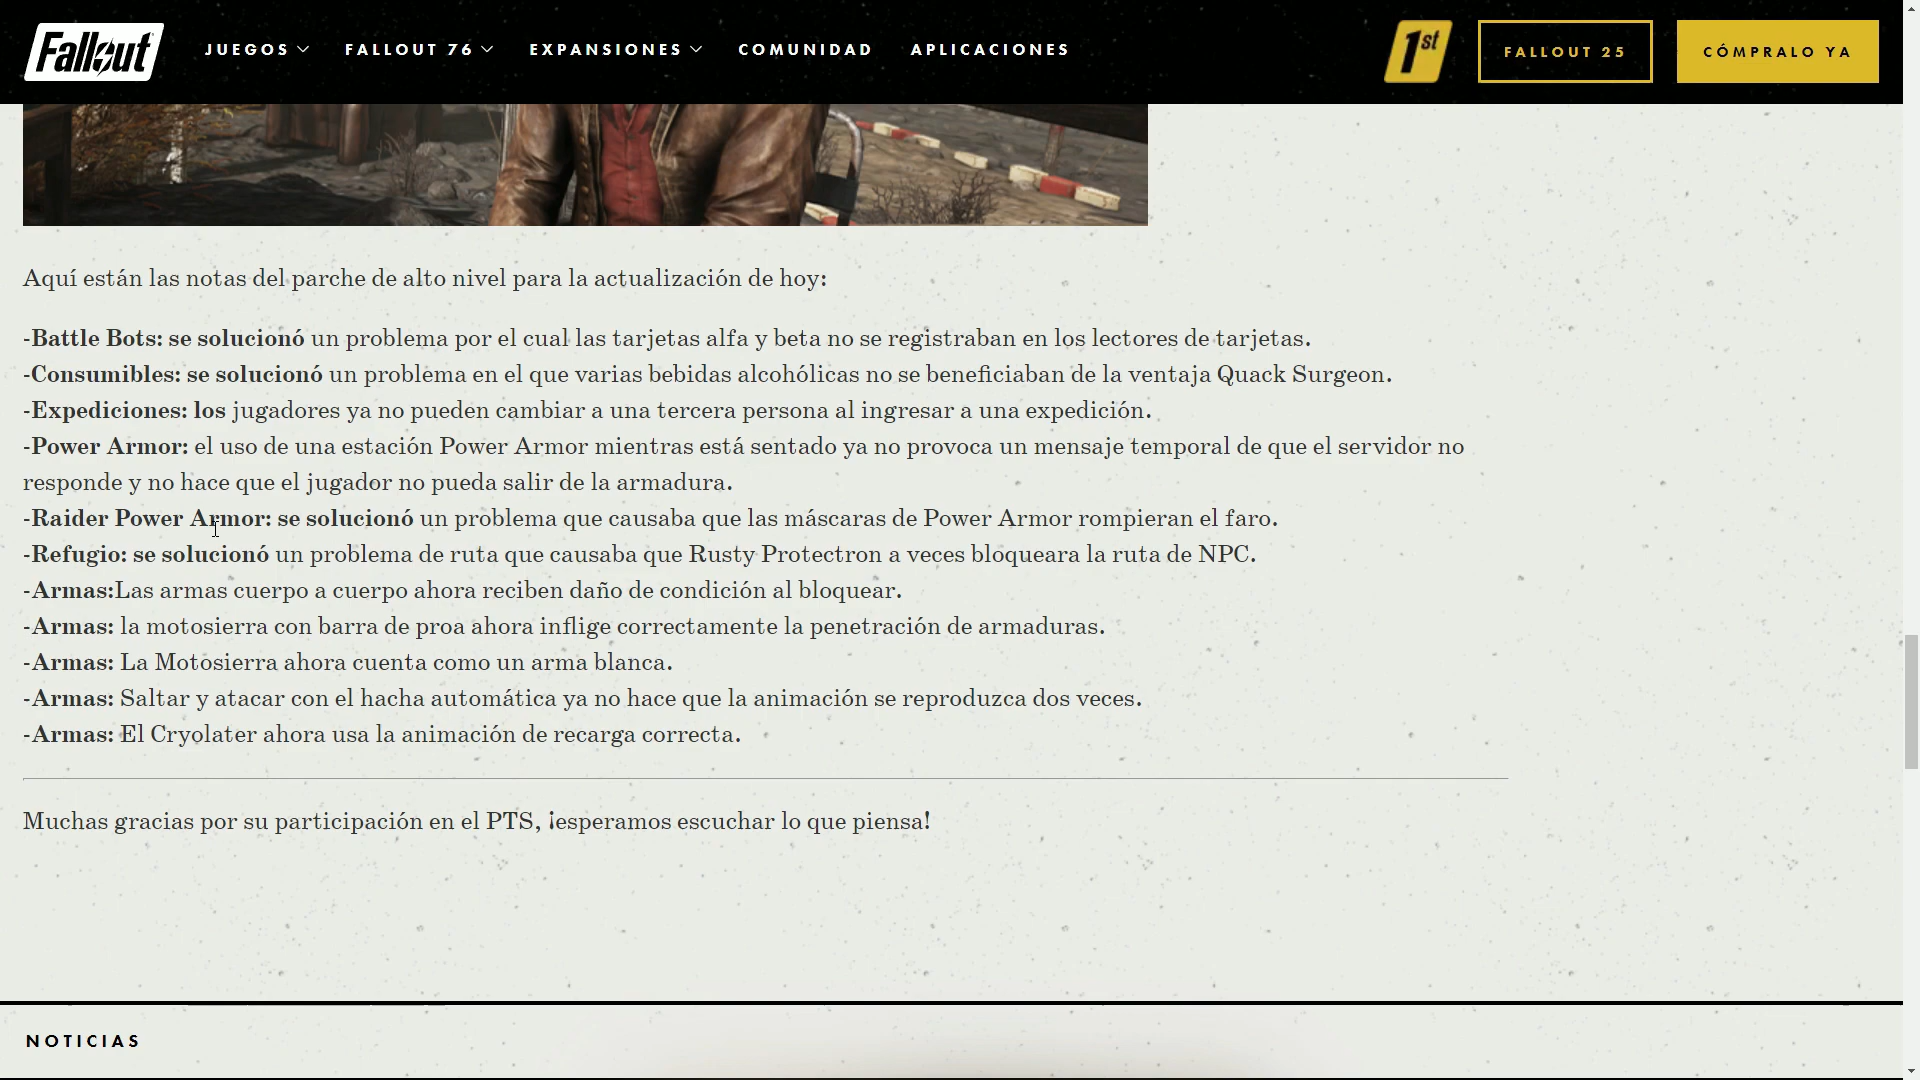 Fallout
JUEGOS
FALLOUT 76
EXPANSIONES
COMUNIDAD
APLICACIONES
1st
FALLOUT 25
CÓMPRALO YA
Aquí están las notas del parche de alto nivel para la actualización de hoy:
-Battle Bots: se solucionó un problema por el cual las tarjetas alfa y beta no se registraban en los lectores de tarjetas.
-Consumibles: se solucionó un problema en el que varias bebidas alcohólicas no se beneficiaban de la ventaja Quack Surgeon.
-Expediciones: los jugadores ya no pueden cambiar a una tercera persona al ingresar a una expedición.
-Power Armor: el uso de una estación Power Armor mientras está sentado ya no provoca un mensaje temporal de que el servidor no
responde y no hace que el jugador no pueda salir de la armadura.
-Raider Power Armor: se solucionó un problema que causaba que las máscaras de Power Armor rompieran el faro.
-Refugio: se solucionó un problema de ruta que causaba que Rusty Protectron a veces bloqueara la ruta de NPC.
-Armas:Las armas cuerpo a cuerpo ahora reciben daño de condición al bloquear.
-Armas: la motosierra con barra de proa ahora inflige correctamente la penetración de armaduras.
-Armas: La Motosierra ahora cuenta como un arma blanca.
-Armas: Saltar y atacar con el hacha automática ya no hace que la animación se reproduzca dos veces.
-Armas: El Cryolater ahora usa la animación de recarga correcta.
Muchas gracias por su participación en el PTS, ¡esperamos escuchar lo que piensa!
NOTICIAS